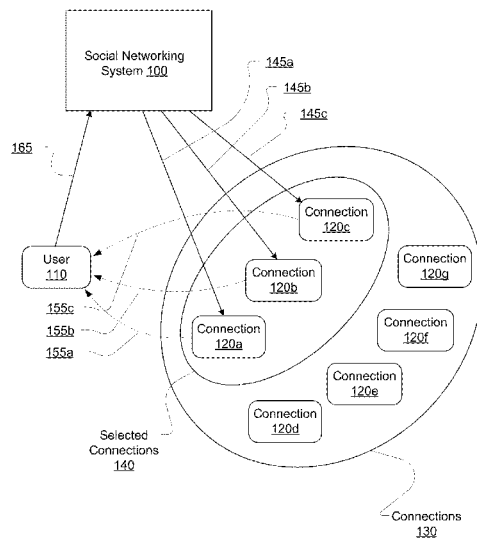 Social Networking
System 100
145a
145b
145c
165
Connection
120c
User
110
Connection
120g
Connection
120b
155c
155b
155a
Connection
120a
Connection
120f
Connection
120e
Connection
120d
Selected
Connections
140
Connections
130